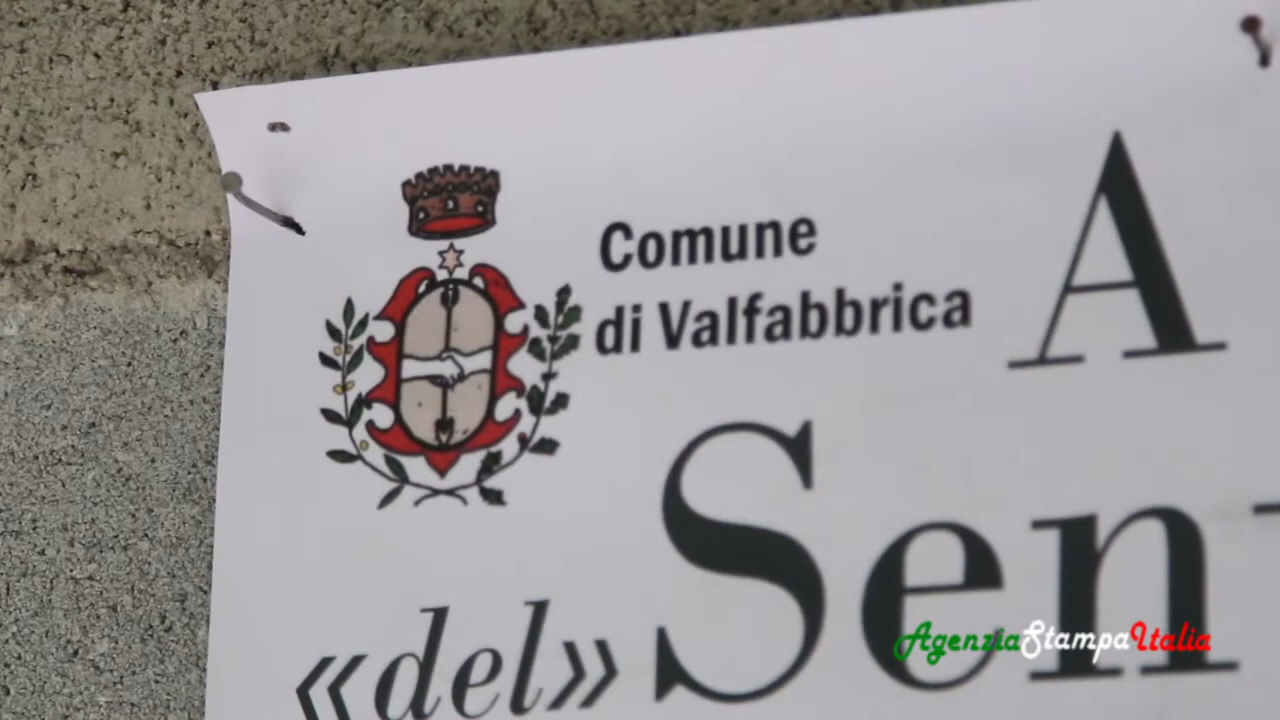 Comune
di Valfabbrica
A
Sen
«del»
AgenziaStampaItalia